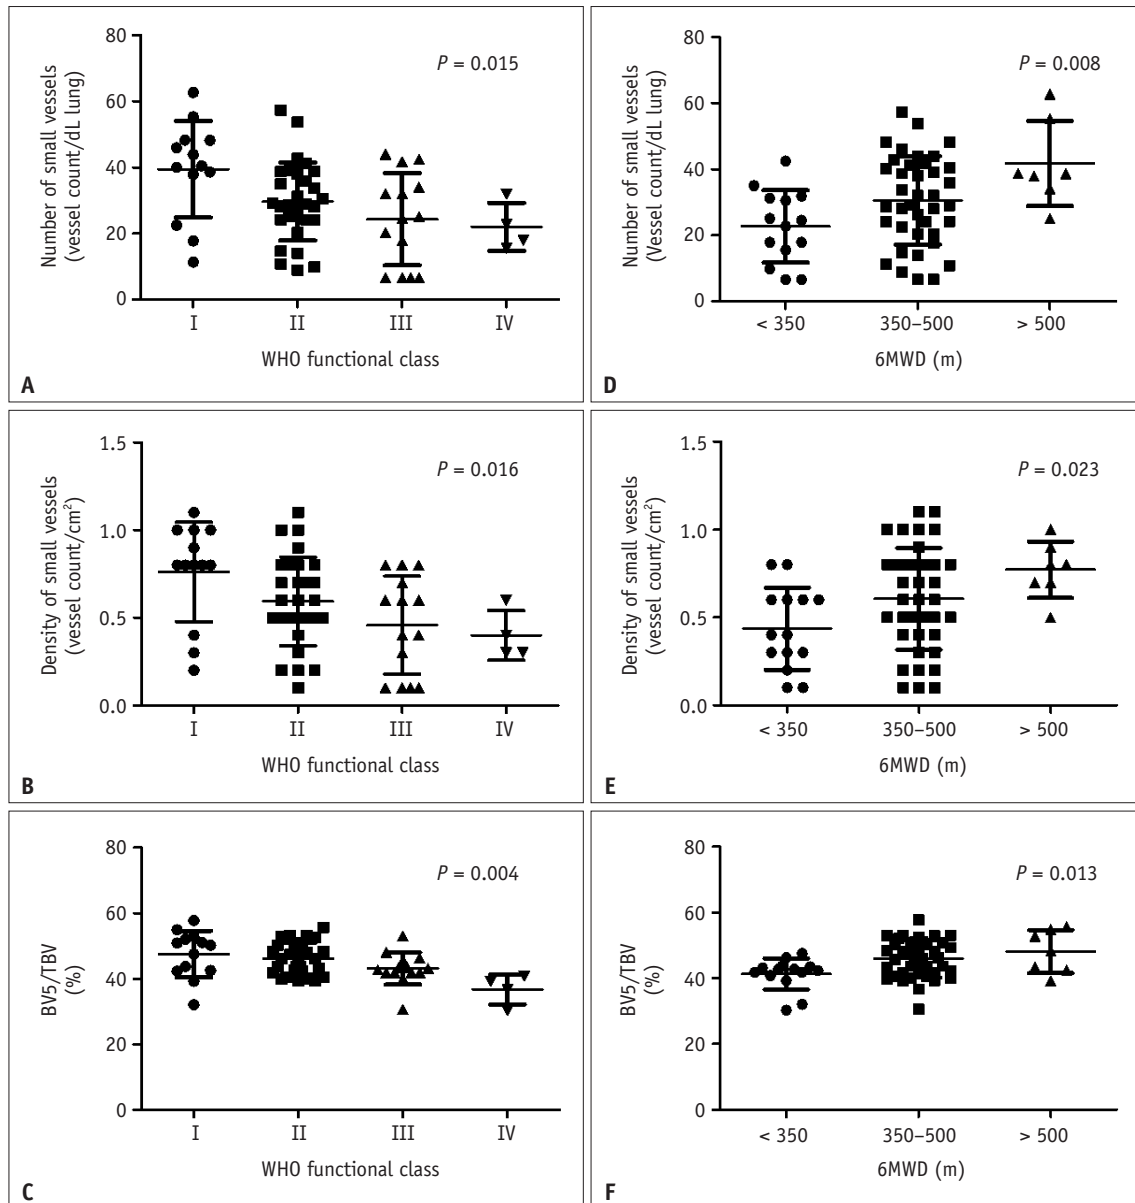 Number of small vessels
(vessel count/dL lung)
80
60
40
20
0
P = 0.015
I II III IV
WHO functional class
A
Number of small vessels
(Vessel count/dL lung)
80
60
40
20
0
P = 0.008
< 350 350–500 > 500
6MWD (m)
D
Density of small vessels
(vessel count/cm²)
1.5
1.0
0.5
0.0
P = 0.016
I II III IV
WHO functional class
B
Density of small vessels
(vessel count/cm²)
1.5
1.0
0.5
0.0
P = 0.023
< 350 350–500 > 500
6MWD (m)
E
BV5/TBV
(%)
80
60
40
20
0
P = 0.004
I II III IV
WHO functional class
C
BV5/TBV
(%)
80
60
40
20
0
P = 0.013
< 350 350–500 > 500
6MWD (m)
F